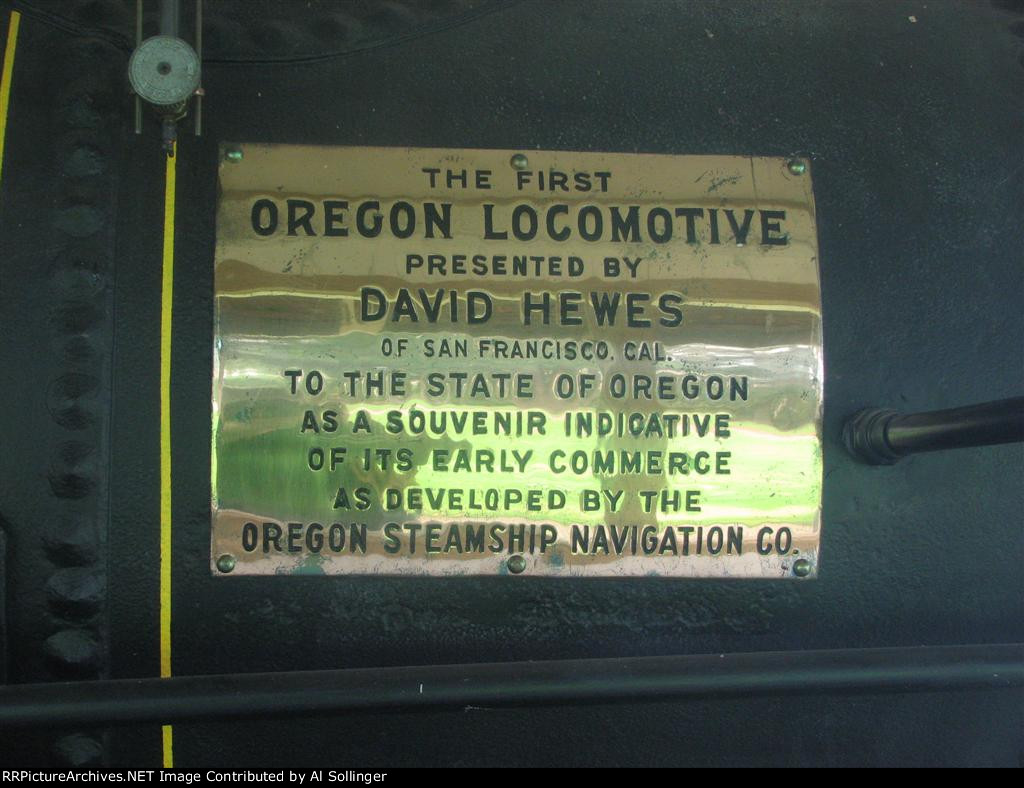 THE FIRST
OREGON LOCOMOTIVE
PRESENTED BY
DAVID HEWES
OF SAN FRANCISCO. CAL.
TO THE STATE OF OREGON
AS A SOUVENIR INDICATIVE
OF ITS EARLY COMMERCE
AS DEVELOPED BY THE
OREGON STEAMSHIP NAVIGATION CO.
RRPictureArchives.NET Image Contributed by Al Sollinger